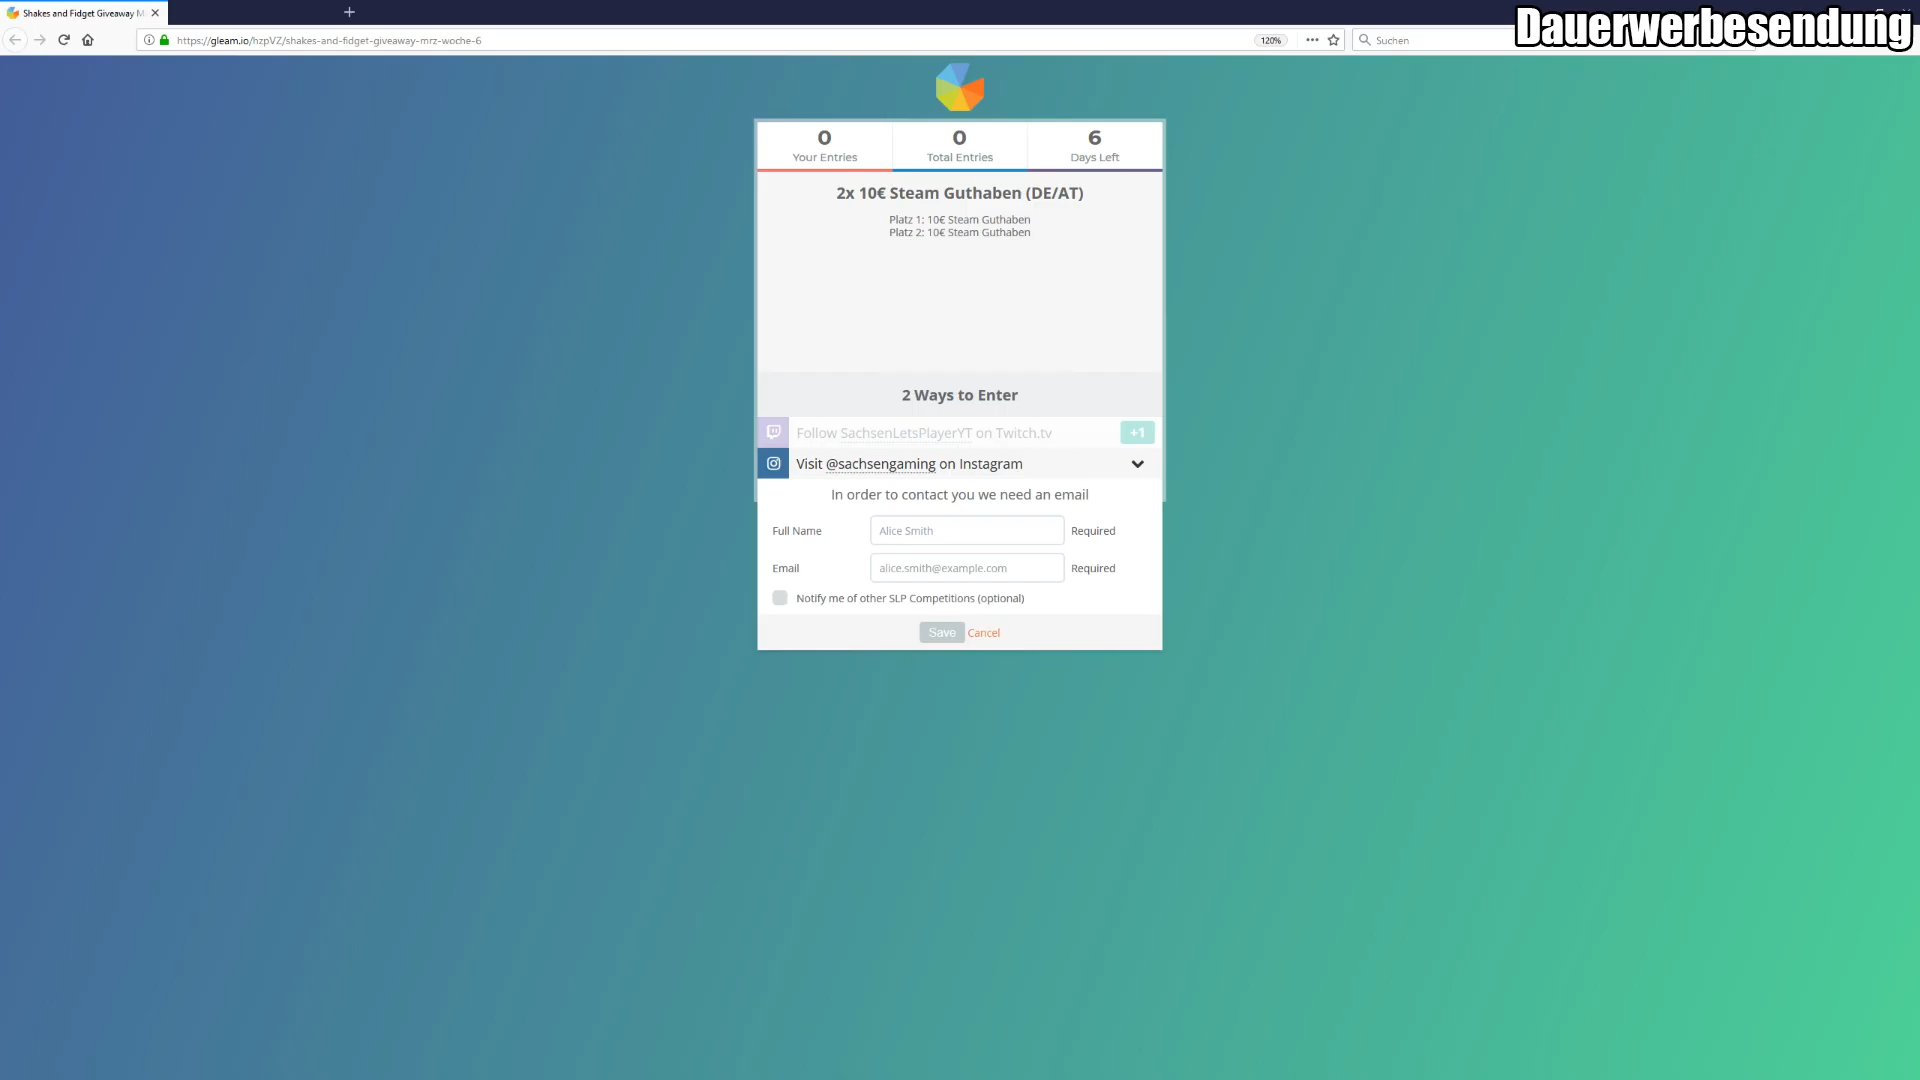 Shakes and Fidget Giveaway M
Dauerwerbesendung
https://gleam.io/hzpVZ/shakes-and-fidget-giveaway-mrz-woche-6
120%
Suchen
0
Your Entries
0
Total Entries
6
Days Left
2x 10€ Steam Guthaben (DE/AT)
Platz 1: 10€ Steam Guthaben
Platz 2: 10€ Steam Guthaben
2 Ways to Enter
Follow SachsenLetsPlayerYT on Twitch.tv
+1
Visit @sachsengaming on Instagram
In order to contact you we need an email
Full Name
Alice Smith
Required
Email
alice.smith@example.com
Required
Notify me of other SLP Competitions (optional)
Save
Cancel